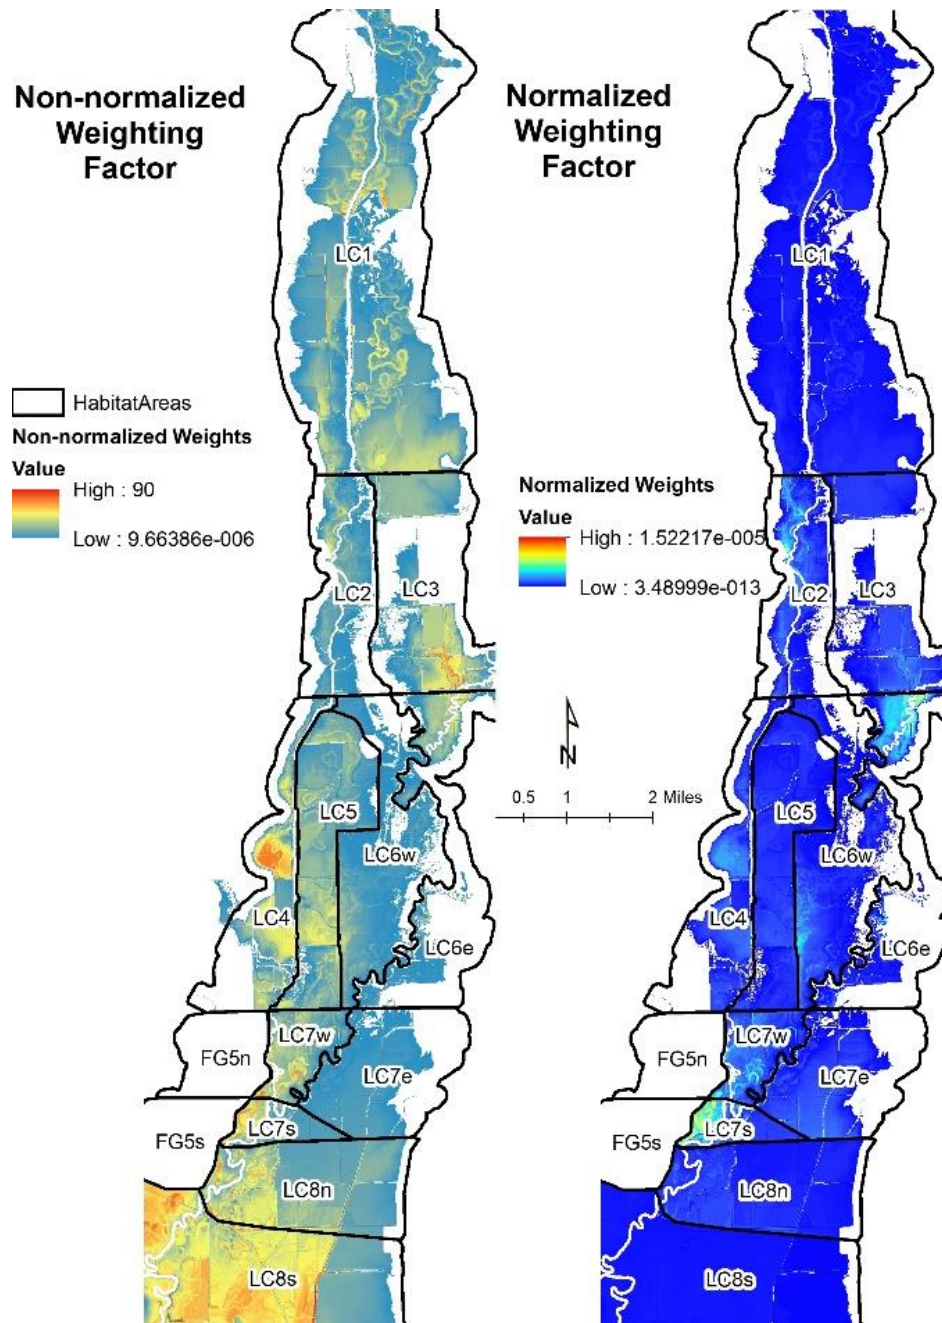 Non-normalized
Weighting
Factor
LC1
HabitatAreas
Non-normalized Weights
Value
High : 90
Low : 9.66386e-006
LC2
LC3
LC5
LC6w
LC4
LC6e
LC7w
FG5n
LC7e
LC7s
FG5s
LC8n
LC8s
N
0.5 1 2 Miles
Normalized
Weighting
Factor
LC1
Normalized Weights
Value
High : 1.52217e-005
Low : 3.48999e-013
LC2
LC3
LC5
LC6w
LC4
LC6e
LC7w
FG5n
LC7e
LC7s
FG5s
LC8n
LC8s